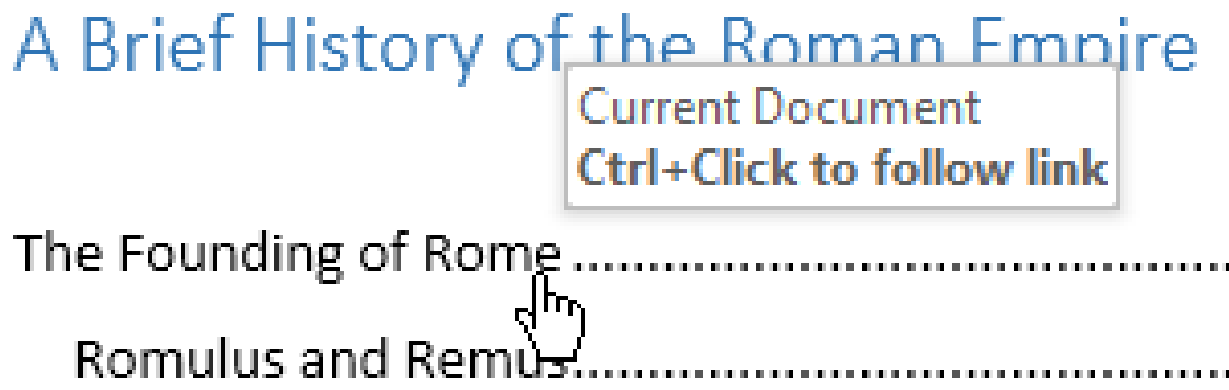 A Brief History of the Roman Empire
Current Document
Ctrl+Click to follow link
The Founding of Rome ........................................
Romulus and Remus........................................